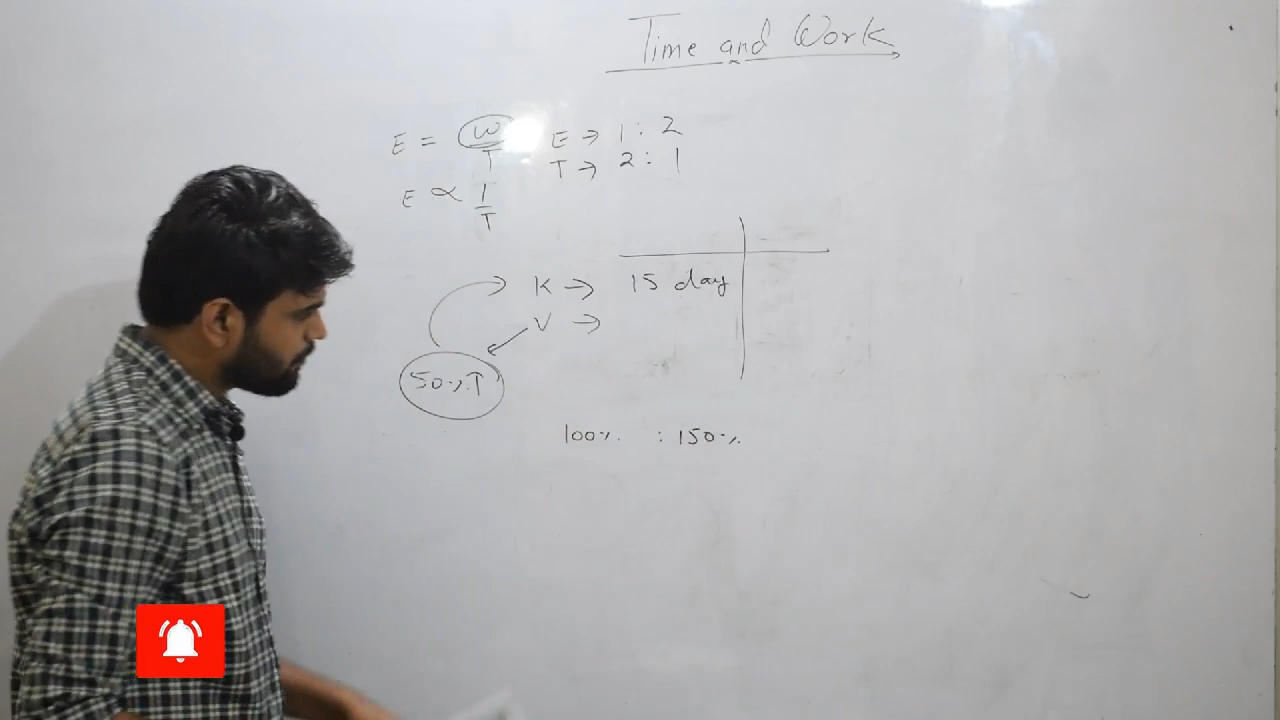 Time and Work
E = W/T
E → 1 : 2
T → 2 : 1
E ∝ 1/T
K → 15 day
V →
50%↑
100% : 150%